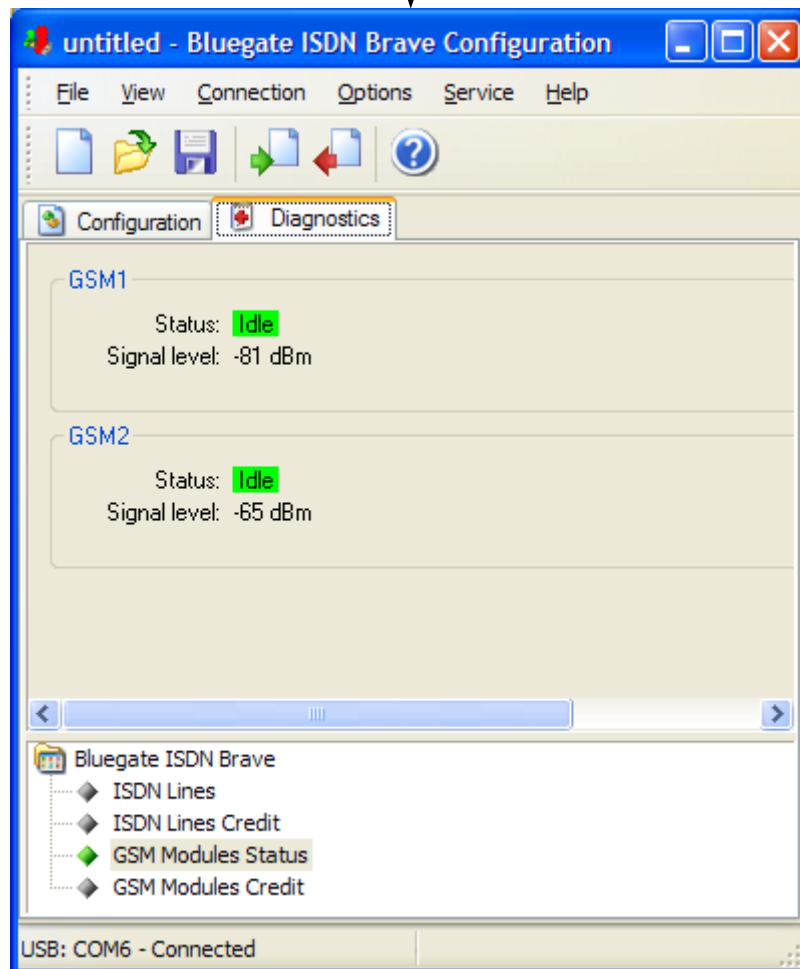 untitled - Bluegate ISDN Brave Configuration
File View Connection Options Service Help
Configuration Diagnostics
GSM1
Status: Idle
Signal level: -81 dBm
GSM2
Status: Idle
Signal level: -65 dBm
Bluegate ISDN Brave
ISDN Lines
ISDN Lines Credit
GSM Modules Status
GSM Modules Credit
USB: COM6 - Connected